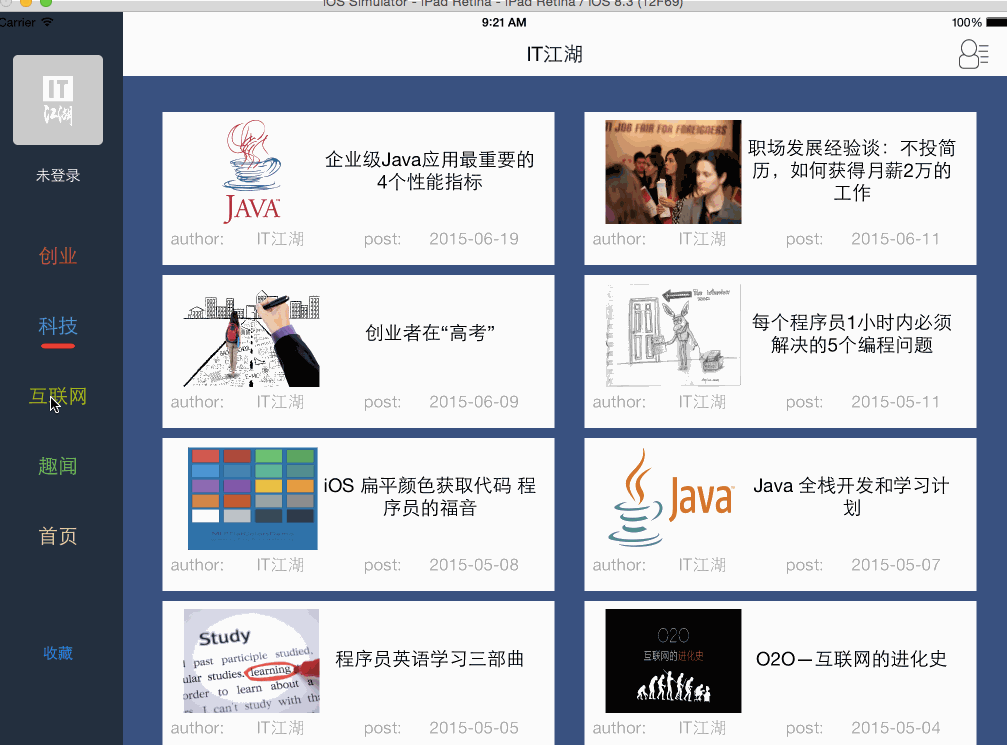 iOS Simulator - iPad Retina - iPad Retina / iOS 8.3 (12F69)
Carrier
9:21 AM
100%
IT江湖
IT
江湖
未登录
创业
科技
互联网
趣闻
首页
收藏
JAVA
企业级Java应用最重要的
4个性能指标
author: IT江湖 post: 2015-06-19
IT JOB FAIR FOR FOREIGNERS
职场发展经验谈：不投简
历，如何获得月薪2万的
工作
author: IT江湖 post: 2015-06-11
创业者在“高考”
author: IT江湖 post: 2015-06-09
每个程序员1小时内必须
解决的5个编程问题
author: IT江湖 post: 2015-05-11
iOS 扁平颜色获取代码 程
序员的福音
author: IT江湖 post: 2015-05-08
Java
Java 全栈开发和学习计
划
author: IT江湖 post: 2015-05-07
Study
past participle studied,
ular studies. learning
order to learn about a
I can't study with th
程序员英语学习三部曲
author: IT江湖 post: 2015-05-05
O2O
互联网的进化史
O2O—互联网的进化史
author: IT江湖 post: 2015-05-04